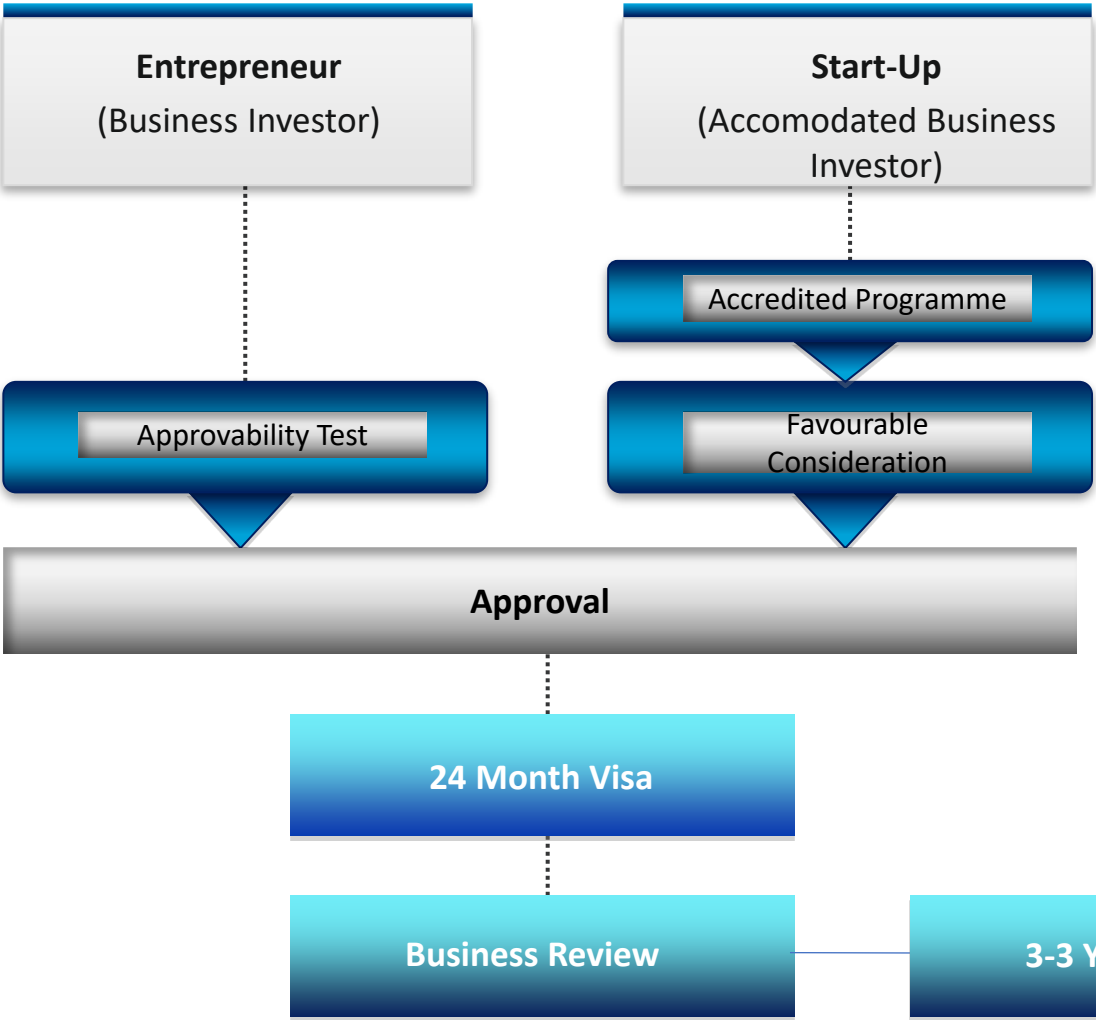 Entrepreneur
(Business Investor)
Start-Up
(Accomodated Business
Investor)
Accredited Programme
Approvability Test
Favourable
Consideration
Approval
24 Month Visa
Business Review
3-3 Y